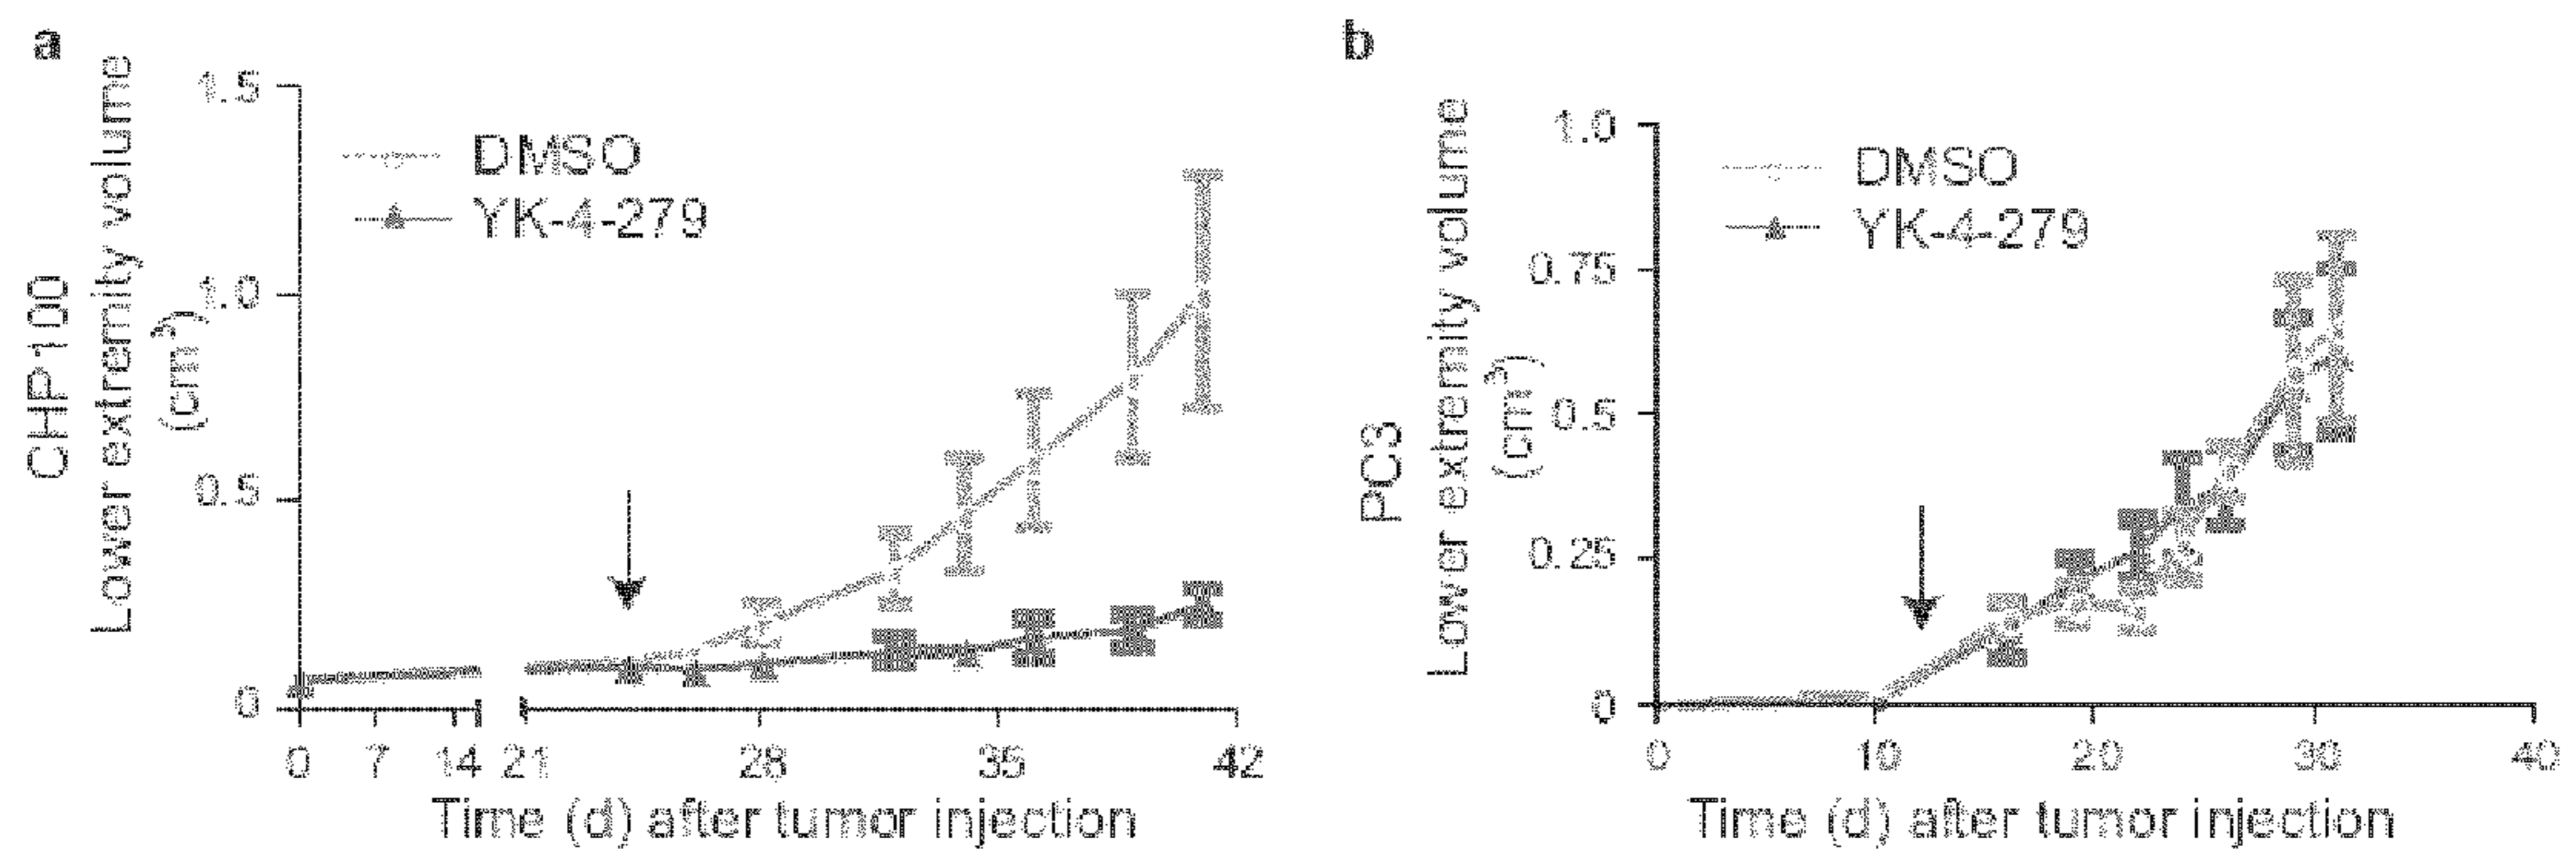 a
CHP100
Lower extremity volume
(cm³)
1.5
1.0
0.5
0
DMSO
YK-4-279
0 7 14 21 28 35 42
Time (d) after tumor injection
b
PC3
Lower extremity volume
(cm³)
1.0
0.75
0.5
0.25
0
DMSO
YK-4-279
0 10 20 30 40
Time (d) after tumor injection